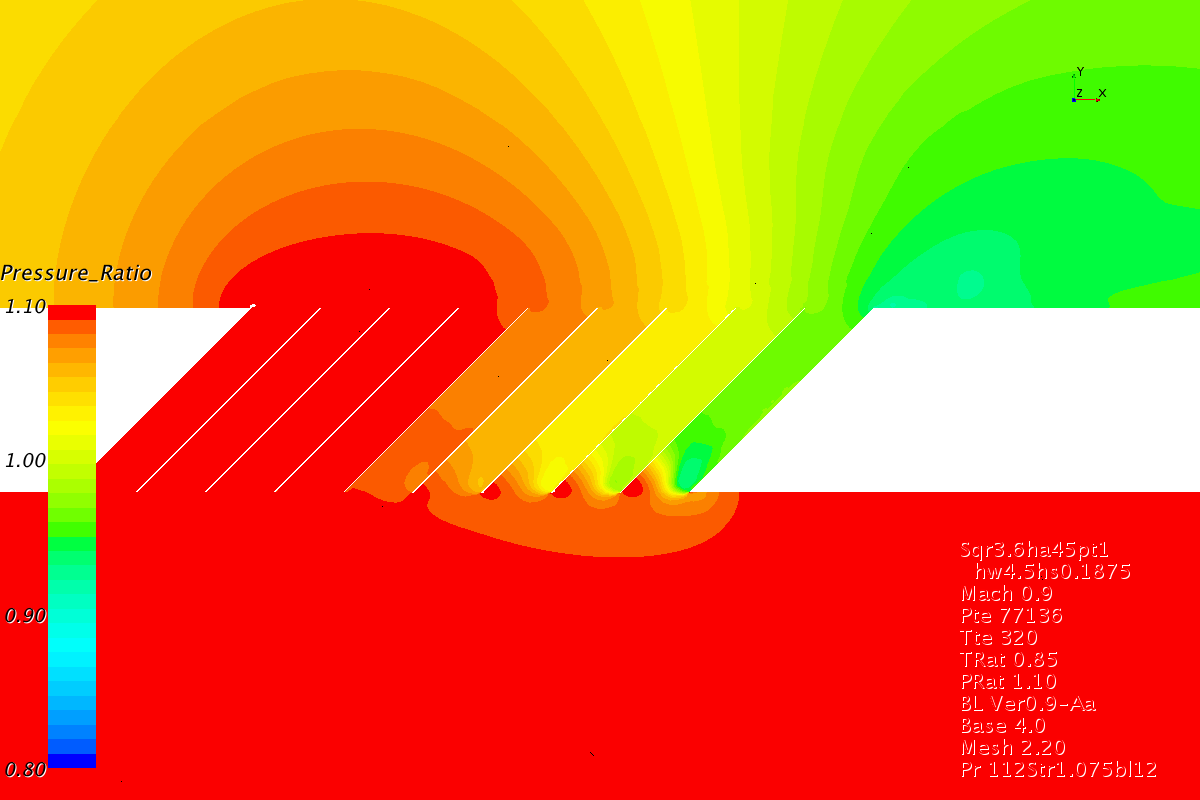 Y
Z X
Pressure_Ratio
1.10
1.00
0.90
0.80
Sqr3.6ha45pt1
hw4.5hs0.1875
Mach 0.9
Pte 77136
Tte 320
TRat 0.85
PRat 1.10
BL Ver0.9-Aa
Base 4.0
Mesh 2.20
Pr 112Str1.075bl12